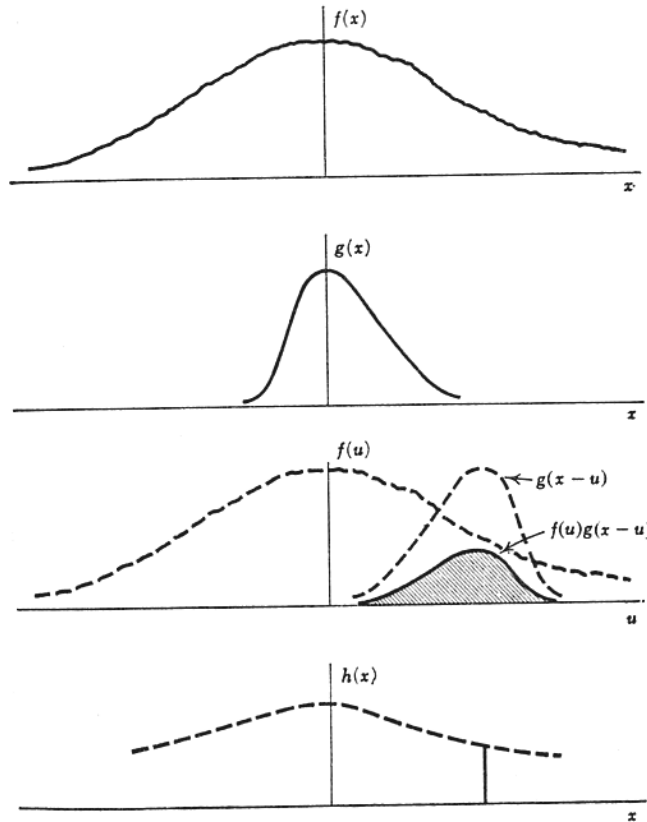 f(x)
x
g(x)
x
f(u)
g(x − u)
f(u)g(x − u)
u
h(x)
x